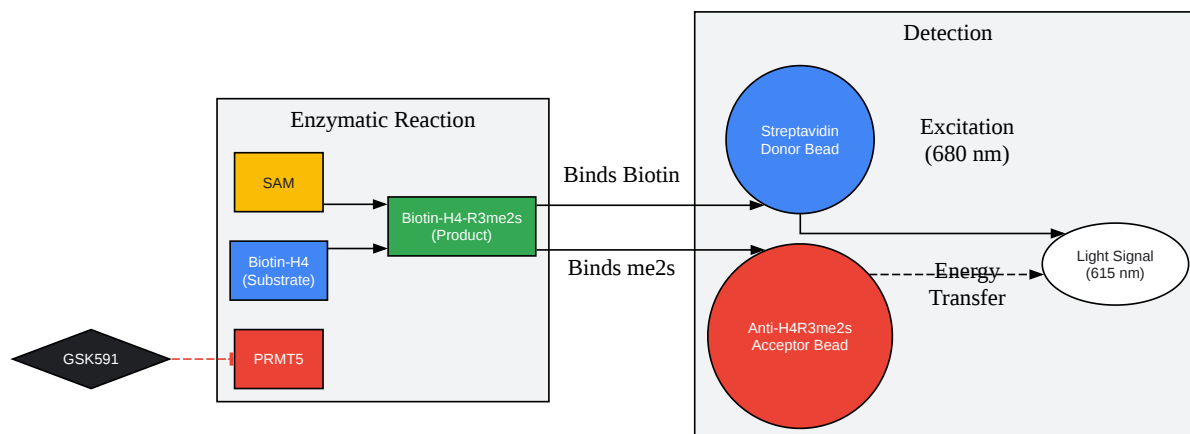 Detection
Enzymatic Reaction
Streptavidin
Donor Bead
Excitation
(680 nm)
SAM
Binds Biotin
Biotin-H4-R3me2s
(Product)
Biotin-H4
(Substrate)
Binds me2s
Light Signal
(615 nm)
Energy
Transfer
Anti-H4R3me2s
Acceptor Bead
GSK591
PRMT5